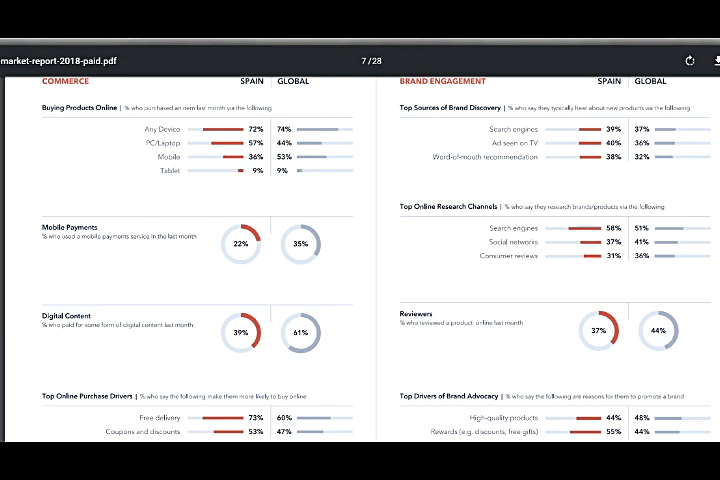 -market-report-2018-paid.pdf
7 / 28
COMMERCE SPAIN GLOBAL
Buying Products Online | % who purchased an item last month via the following
Any Device 72% 74%
PC/Laptop 57% 44%
Mobile 36% 53%
Tablet 9% 9%
Mobile Payments
% who used a mobile payments service in the last month
22% 35%
Digital Content
% who paid for some form of digital content last month
39% 61%
Top Online Purchase Drivers | % who say the following make them more likely to buy online
Free delivery 73% 60%
Coupons and discounts 53% 47%
BRAND ENGAGEMENT SPAIN GLOBAL
Top Sources of Brand Discovery | % who say they typically hear about new products via the following
Search engines 39% 37%
Ad seen on TV 40% 36%
Word-of-mouth recommendation 38% 32%
Top Online Research Channels | % who say they research brands/products via the following
Search engines 58% 51%
Social networks 37% 41%
Consumer reviews 31% 36%
Reviewers
% who reviewed a product online last month
37% 44%
Top Drivers of Brand Advocacy | % who say the following are reasons for them to promote a brand
High-quality products 44% 48%
Rewards (e.g. discounts, free gifts) 55% 44%